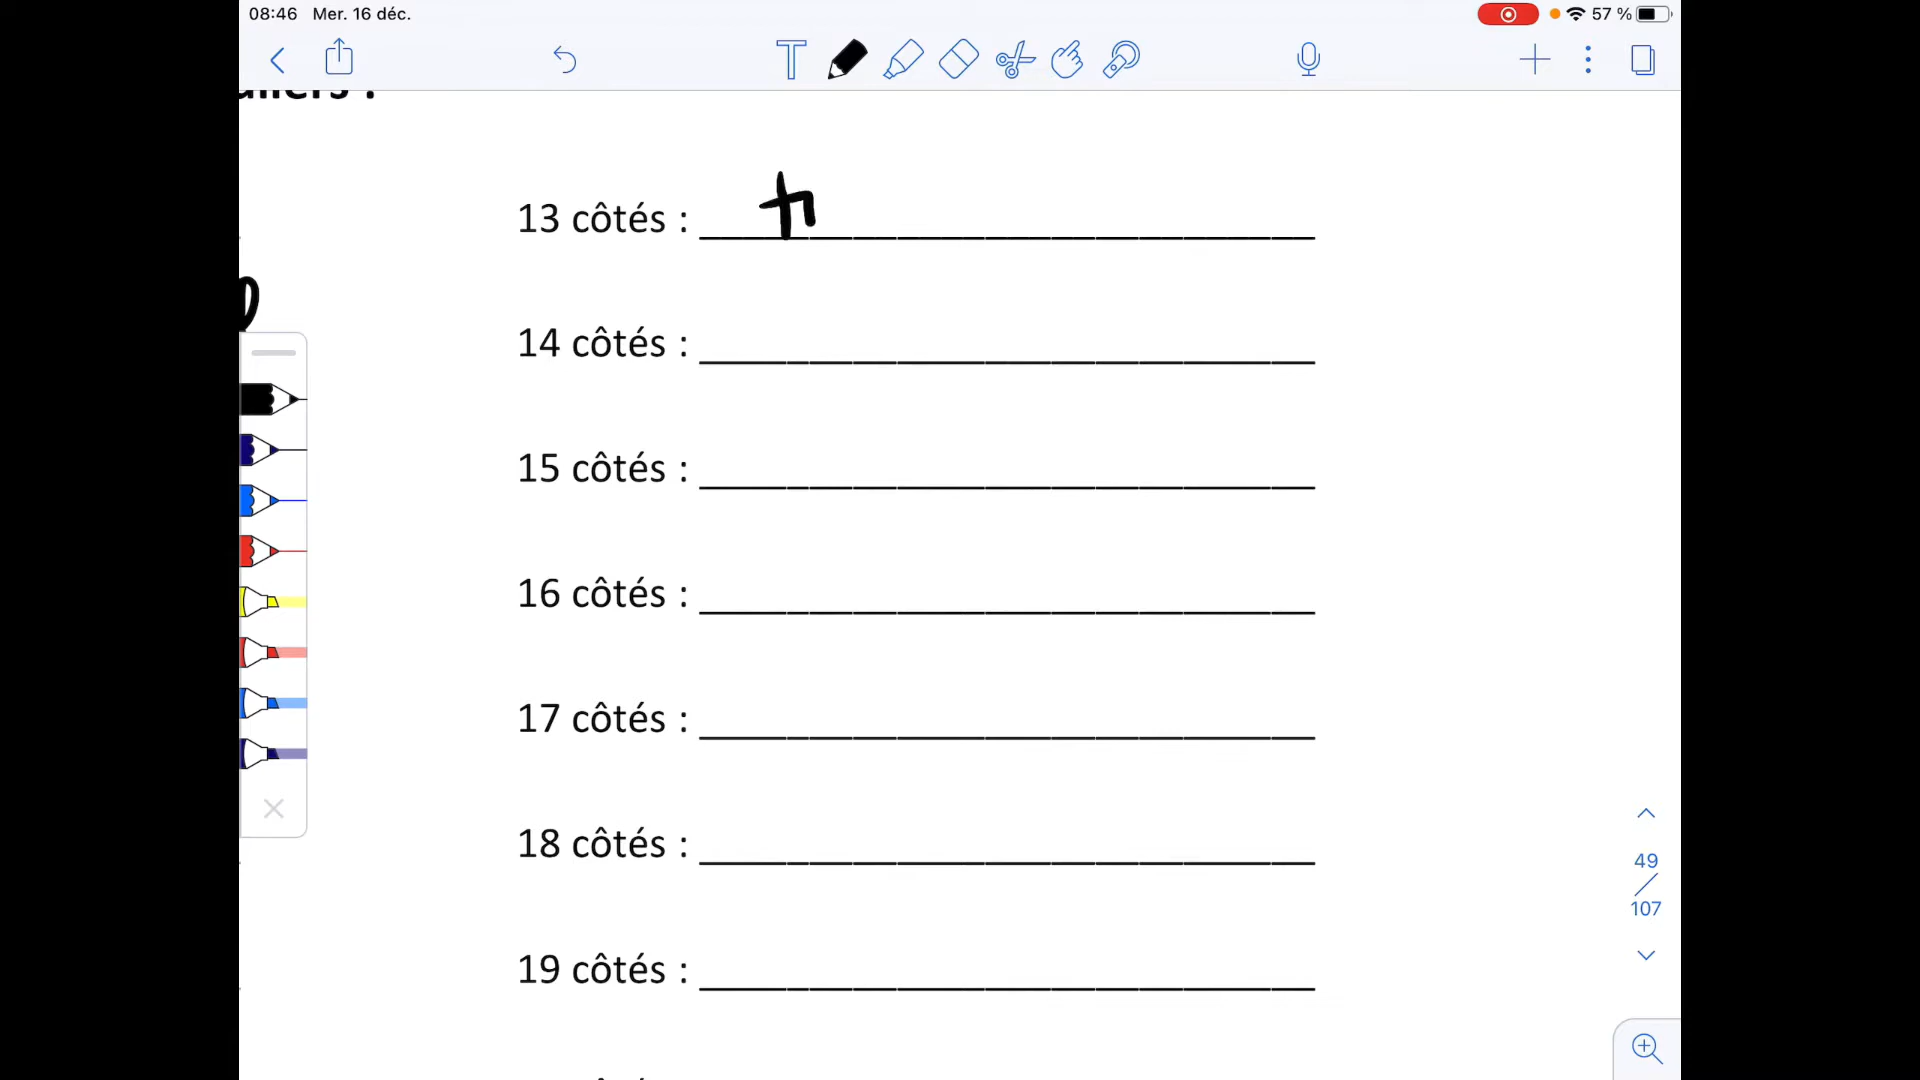 08:46 Mer. 16 déc. 57 %
T
13 côtés : tr
14 côtés :
15 côtés :
16 côtés :
17 côtés :
18 côtés :
19 côtés :
49
107